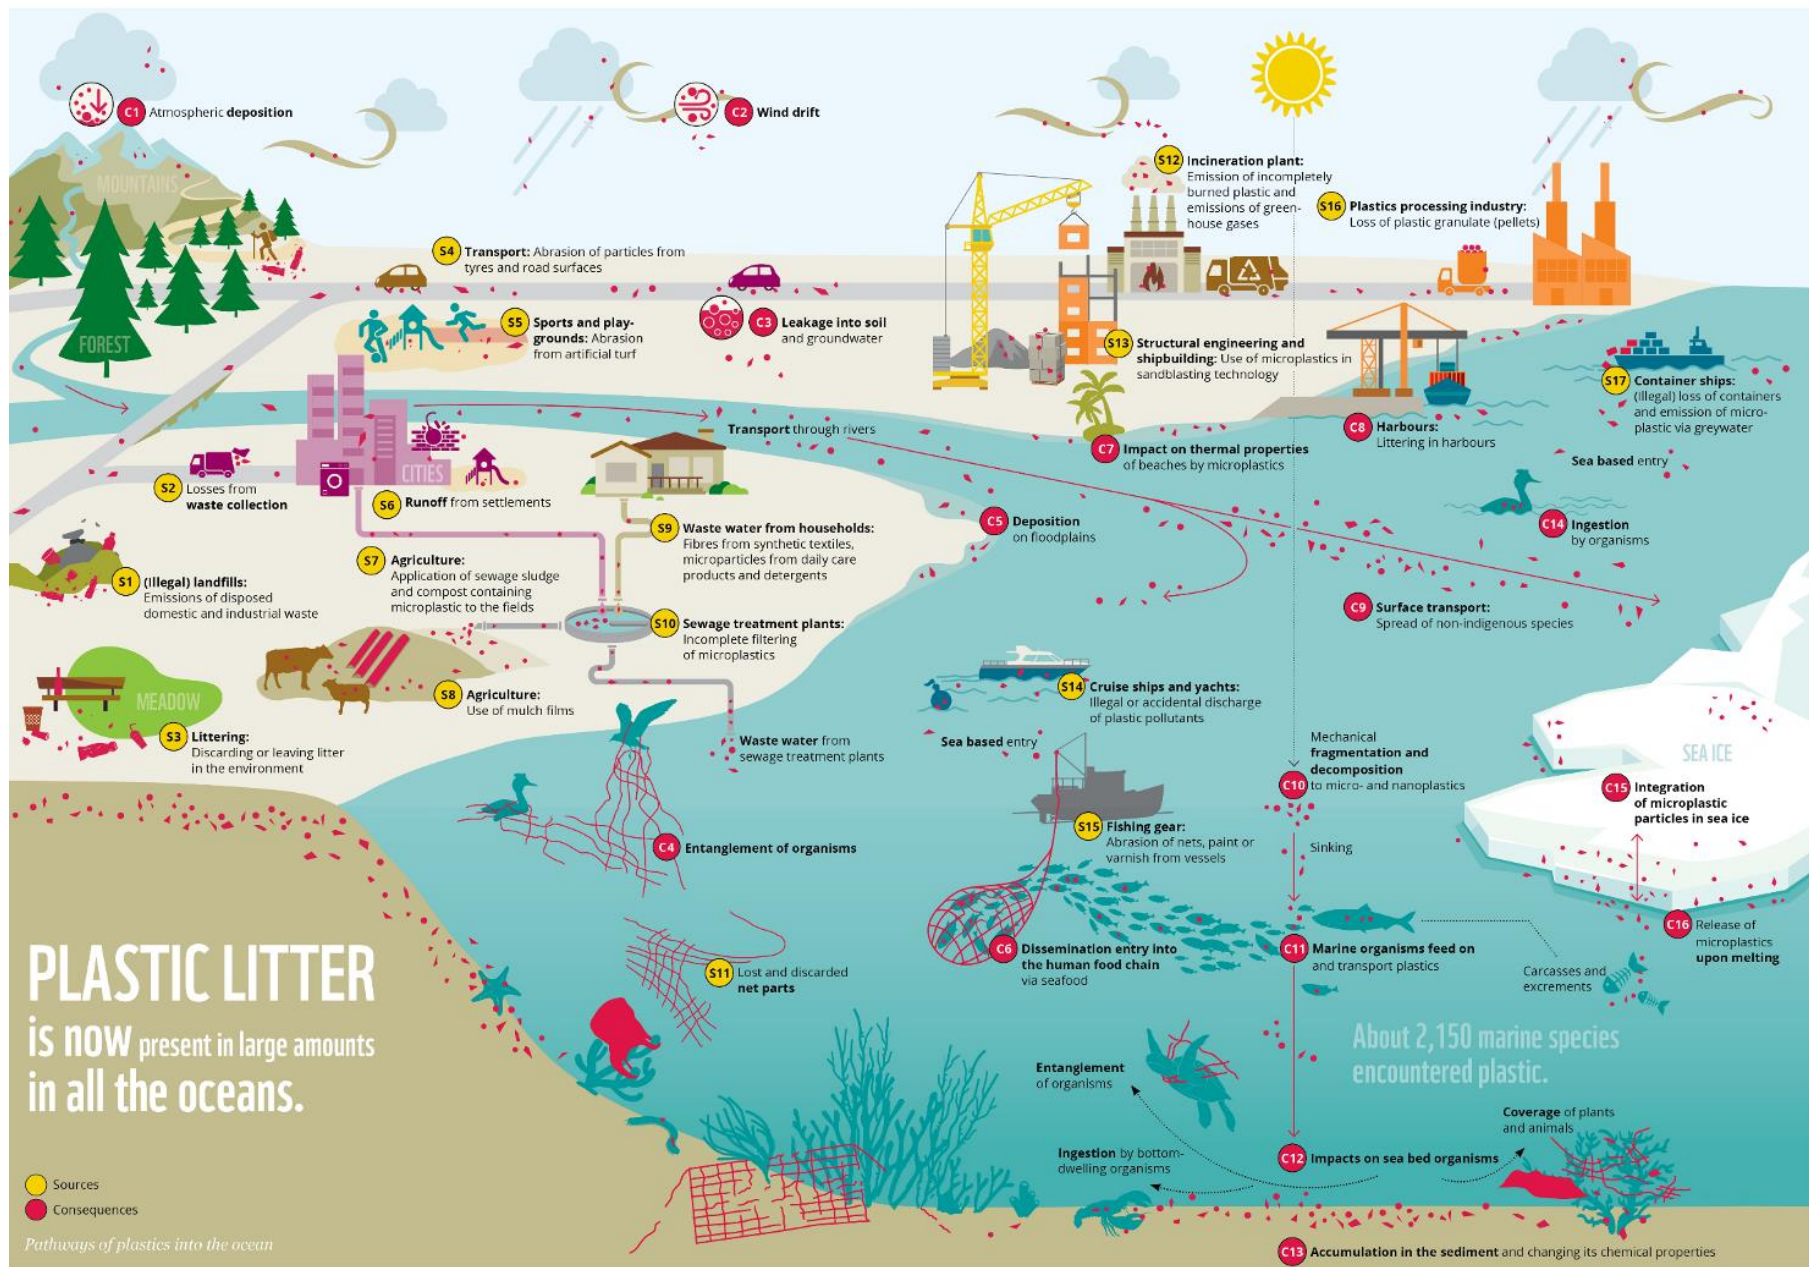 C1 Atmospheric deposition
C2 Wind drift
MOUNTAINS
S12 Incineration plant:
Emission of incompletely
burned plastic and
emissions of green-
house gases
S16 Plastics processing industry:
Loss of plastic granulate (pellets)
S4 Transport: Abrasion of particles from
tyres and road surfaces
FOREST
S5 Sports and play-
grounds: Abrasion
from artificial turf
C3 Leakage into soil
and groundwater
S13 Structural engineering and
shipbuilding: Use of microplastics in
sandblasting technology
S17 Container ships:
(Illegal) loss of containers
and emission of micro-
plastic via greywater
Transport through rivers
C7 Impact on thermal properties
of beaches by microplastics
C8 Harbours:
Littering in harbours
Sea based entry
CITIES
S2 Losses from
waste collection
S6 Runoff from settlements
S9 Waste water from households:
Fibres from synthetic textiles,
microparticles from daily care
products and detergents
C5 Deposition
on floodplains
C14 Ingestion
by organisms
S1 (Illegal) landfills:
Emissions of disposed
domestic and industrial waste
S7 Agriculture:
Application of sewage sludge
and compost containing
microplastic to the fields
S10 Sewage treatment plants:
Incomplete filtering
of microplastics
C9 Surface transport:
Spread of non-indigenous species
MEADOW
S8 Agriculture:
Use of mulch films
S14 Cruise ships and yachts:
Illegal or accidental discharge
of plastic pollutants
S3 Littering:
Discarding or leaving litter
in the environment
Waste water from
sewage treatment plants
Sea based entry
Mechanical
fragmentation and
decomposition
C10 to micro- and nanoplastics
SEA ICE
C15 Integration
of microplastic
particles in sea ice
C4 Entanglement of organisms
S15 Fishing gear:
Abrasion of nets, paint or
varnish from vessels
Sinking
C16 Release of
microplastics
upon melting
S11 Lost and discarded
net parts
C6 Dissemination entry into
the human food chain
via seafood
C11 Marine organisms feed on
and transport plastics
Carcasses and
excrements
PLASTIC LITTER
is now present in large amounts
in all the oceans.
About 2,150 marine species
encountered plastic.
Entanglement
of organisms
Coverage of plants
and animals
Ingestion by bottom-
dwelling organisms
C12 Impacts on sea bed organisms
Sources
Consequences
Pathways of plastics into the ocean
C13 Accumulation in the sediment and changing its chemical properties